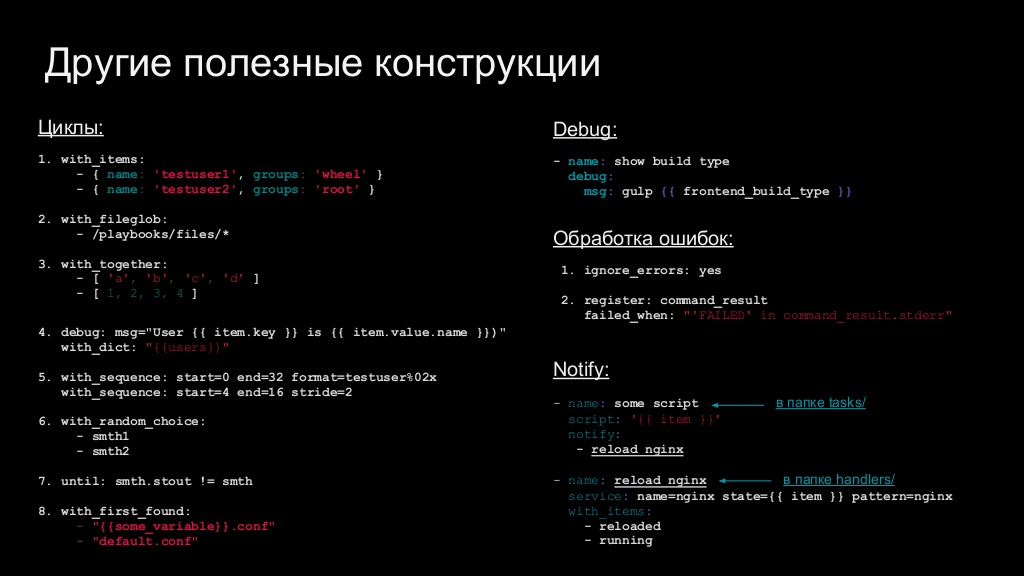 Другие полезные конструкции
Циклы:
1. with_items:
- { name: 'testuser1', groups: 'wheel' }
- { name: 'testuser2', groups: 'root' }
2. with_fileglob:
- /playbooks/files/*
3. with_together:
- [ 'a', 'b', 'c', 'd' ]
- [ 1, 2, 3, 4 ]
4. debug: msg="User {{ item.key }} is {{ item.value.name }})"
with_dict: "{{users}}"
5. with_sequence: start=0 end=32 format=testuser%02x
with_sequence: start=4 end=16 stride=2
6. with_random_choice:
- smth1
- smth2
7. until: smth.stout != smth
8. with_first_found:
- "{{some_variable}}.conf"
- "default.conf"
Debug:
- name: show build type
debug:
msg: gulp {{ frontend_build_type }}
Обработка ошибок:
1. ignore_errors: yes
2. register: command_result
failed_when: "'FAILED' in command_result.stderr"
Notify:
- name: some script
в папке tasks/
script: '{{ item }}'
notify:
- reload nginx
- name: reload nginx
в папке handlers/
service: name=nginx state={{ item }} pattern=nginx
with_items:
- reloaded
- running